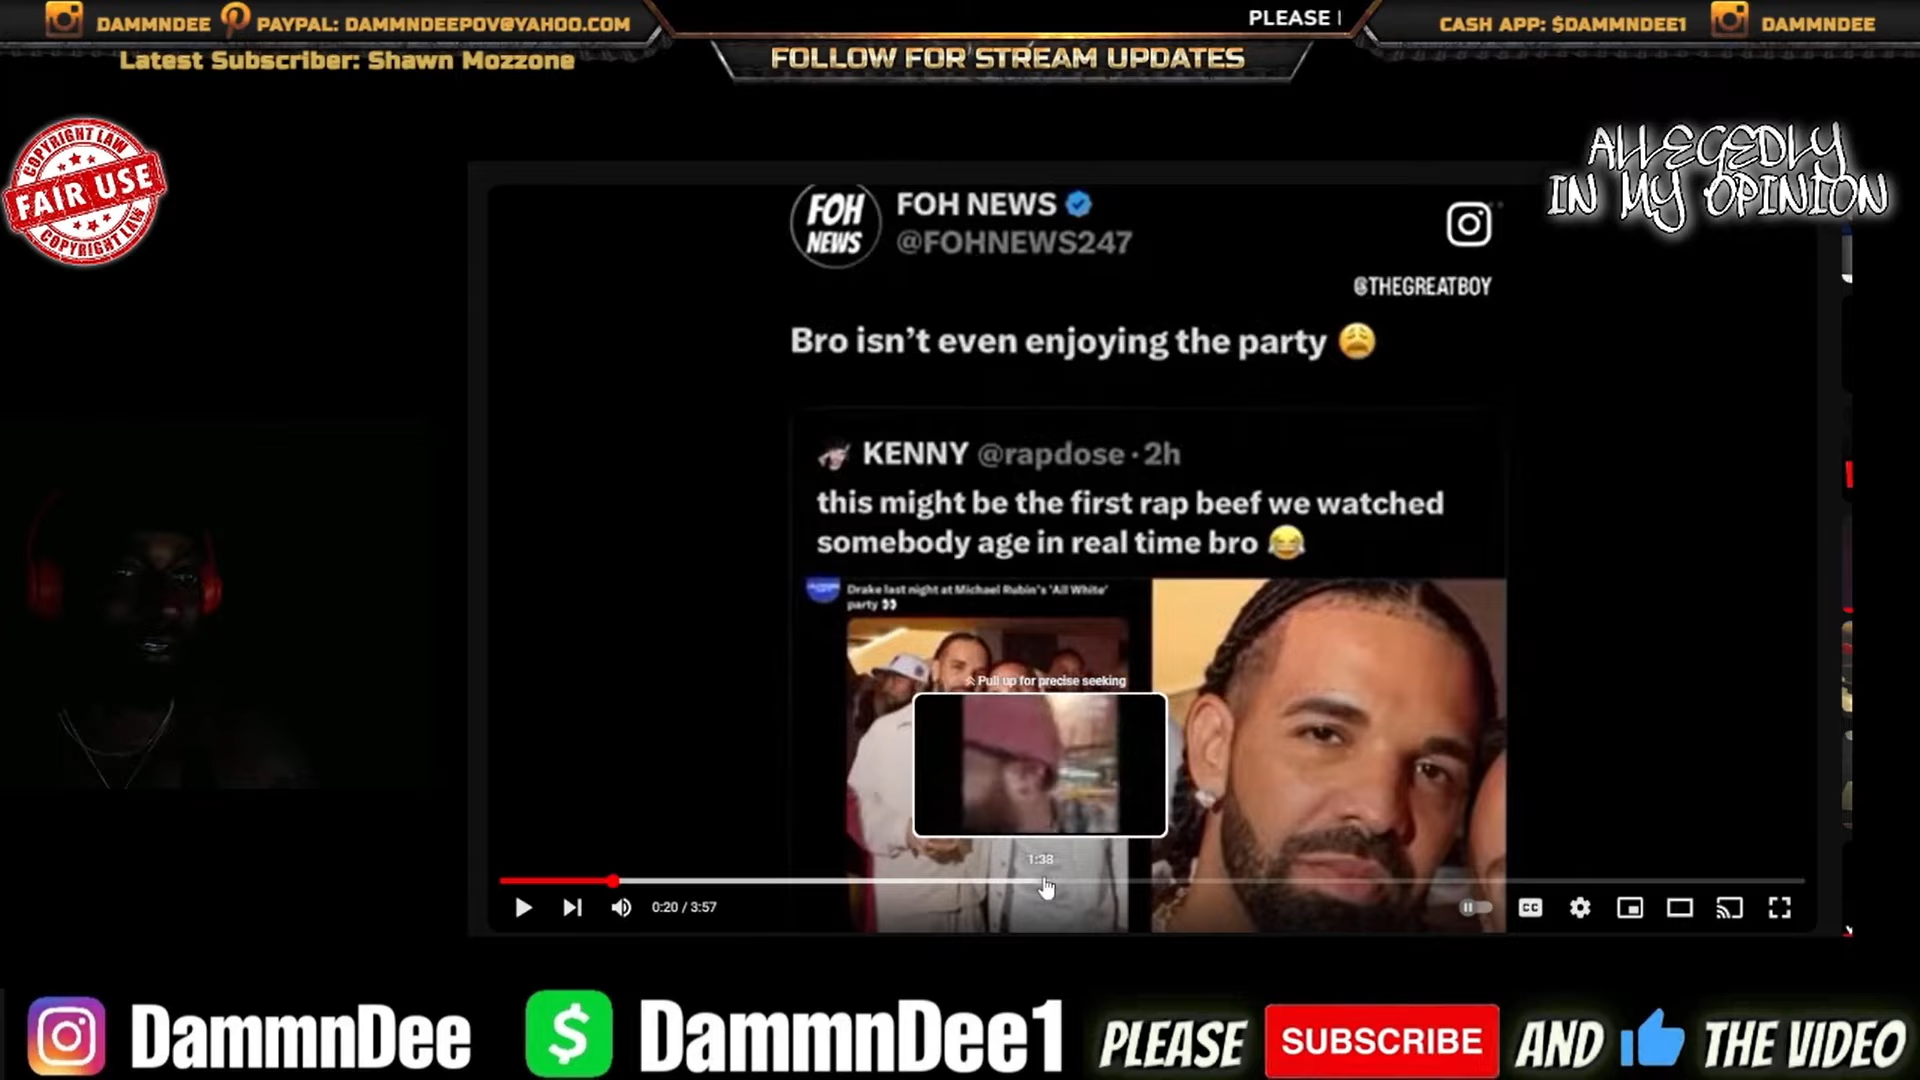 DAMMNDEE
PAYPAL: DAMMNDEEPOV@YAHOO.COM
PLEASE
CASH APP: $DAMMNDEE1
DAMMNDEE
Latest Subscriber: Shawn Mozzone
FOLLOW FOR STREAM UPDATES
COPYRIGHT LAW
FAIR USE
COPYRIGHT LAW
ALLEGEDLY
IN MY OPINION
FOH
NEWS
FOH NEWS
@FOHNEWS247
@THEGREATBOY
Bro isn’t even enjoying the party 😩
KENNY @rapdose · 2h
this might be the first rap beef we watched
somebody age in real time bro 😂
Drake last night at Michael Rubin's 'All White'
party 👀
Pull up for precise seeking
1:38
0:20 / 3:57
CC
DammnDee
$
DammnDee1
PLEASE
SUBSCRIBE
AND
THE VIDEO